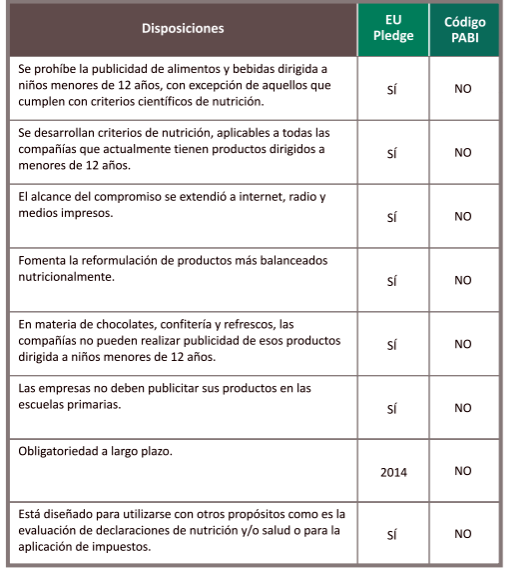 Disposiciones
EU
Pledge
Código
PABI
Se prohíbe la publicidad de alimentos y bebidas dirigida a
niños menores de 12 años, con excepción de aquellos que
cumplen con criterios científicos de nutrición.
SÍ
NO
Se desarrollan criterios de nutrición, aplicables a todas las
compañías que actualmente tienen productos dirigidos a
menores de 12 años.
SÍ
NO
El alcance del compromiso se extendió a internet, radio y
medios impresos.
SÍ
NO
Fomenta la reformulación de productos más balanceados
nutricionalmente.
SÍ
NO
En materia de chocolates, confitería y refrescos, las
compañías no pueden realizar publicidad de esos productos
dirigida a niños menores de 12 años.
SÍ
NO
Las empresas no deben publicitar sus productos en las
escuelas primarias.
SÍ
NO
Obligatoriedad a largo plazo.
2014
NO
Está diseñado para utilizarse con otros propósitos como es la
evaluación de declaraciones de nutrición y/o salud o para la
aplicación de impuestos.
SÍ
NO